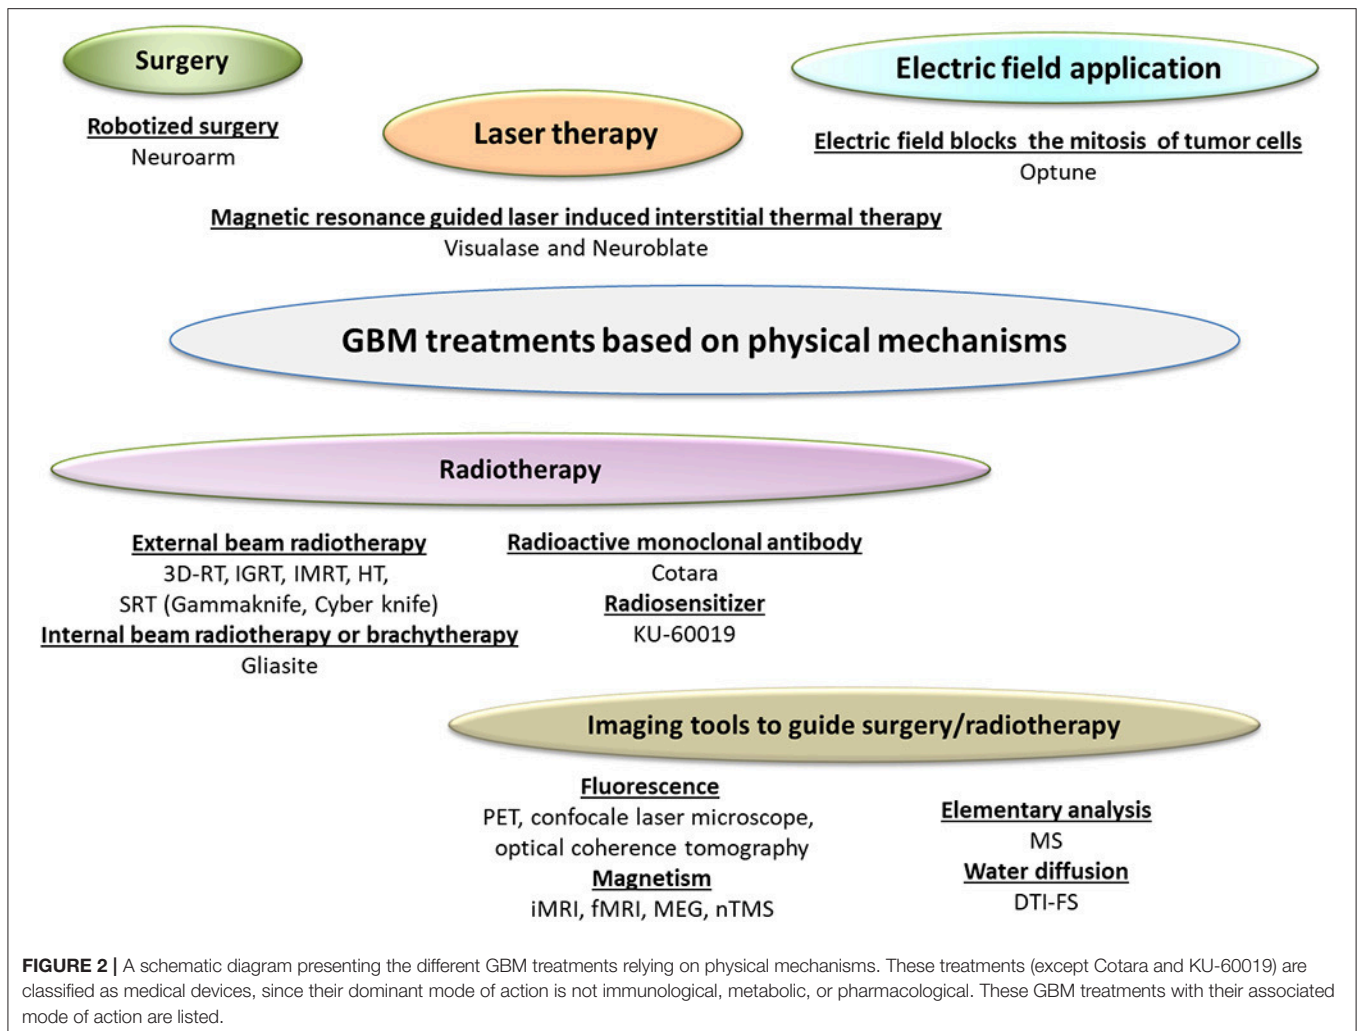 Surgery
Robotized surgery
Neuroarm
Laser therapy
Magnetic resonance guided laser induced interstitial thermal therapy
Visualase and Neuroblate
Electric field application
Electric field blocks the mitosis of tumor cells
Optune
GBM treatments based on physical mechanisms
Radiotherapy
External beam radiotherapy
3D-RT, IGRT, IMRT, HT,
SRT (Gammaknife, Cyber knife)
Internal beam radiotherapy or brachytherapy
Gliasite
Radioactive monoclonal antibody
Cotara
Radiosensitizer
KU-60019
Imaging tools to guide surgery/radiotherapy
Fluorescence
PET, confocale laser microscope,
optical coherence tomography
Magnetism
iMRI, fMRI, MEG, nTMS
Elementary analysis
MS
Water diffusion
DTI-FS
FIGURE 2 | A schematic diagram presenting the different GBM treatments relying on physical mechanisms. These treatments (except Cotara and KU-60019) are
classified as medical devices, since their dominant mode of action is not immunological, metabolic, or pharmacological. These GBM treatments with their associated
mode of action are listed.